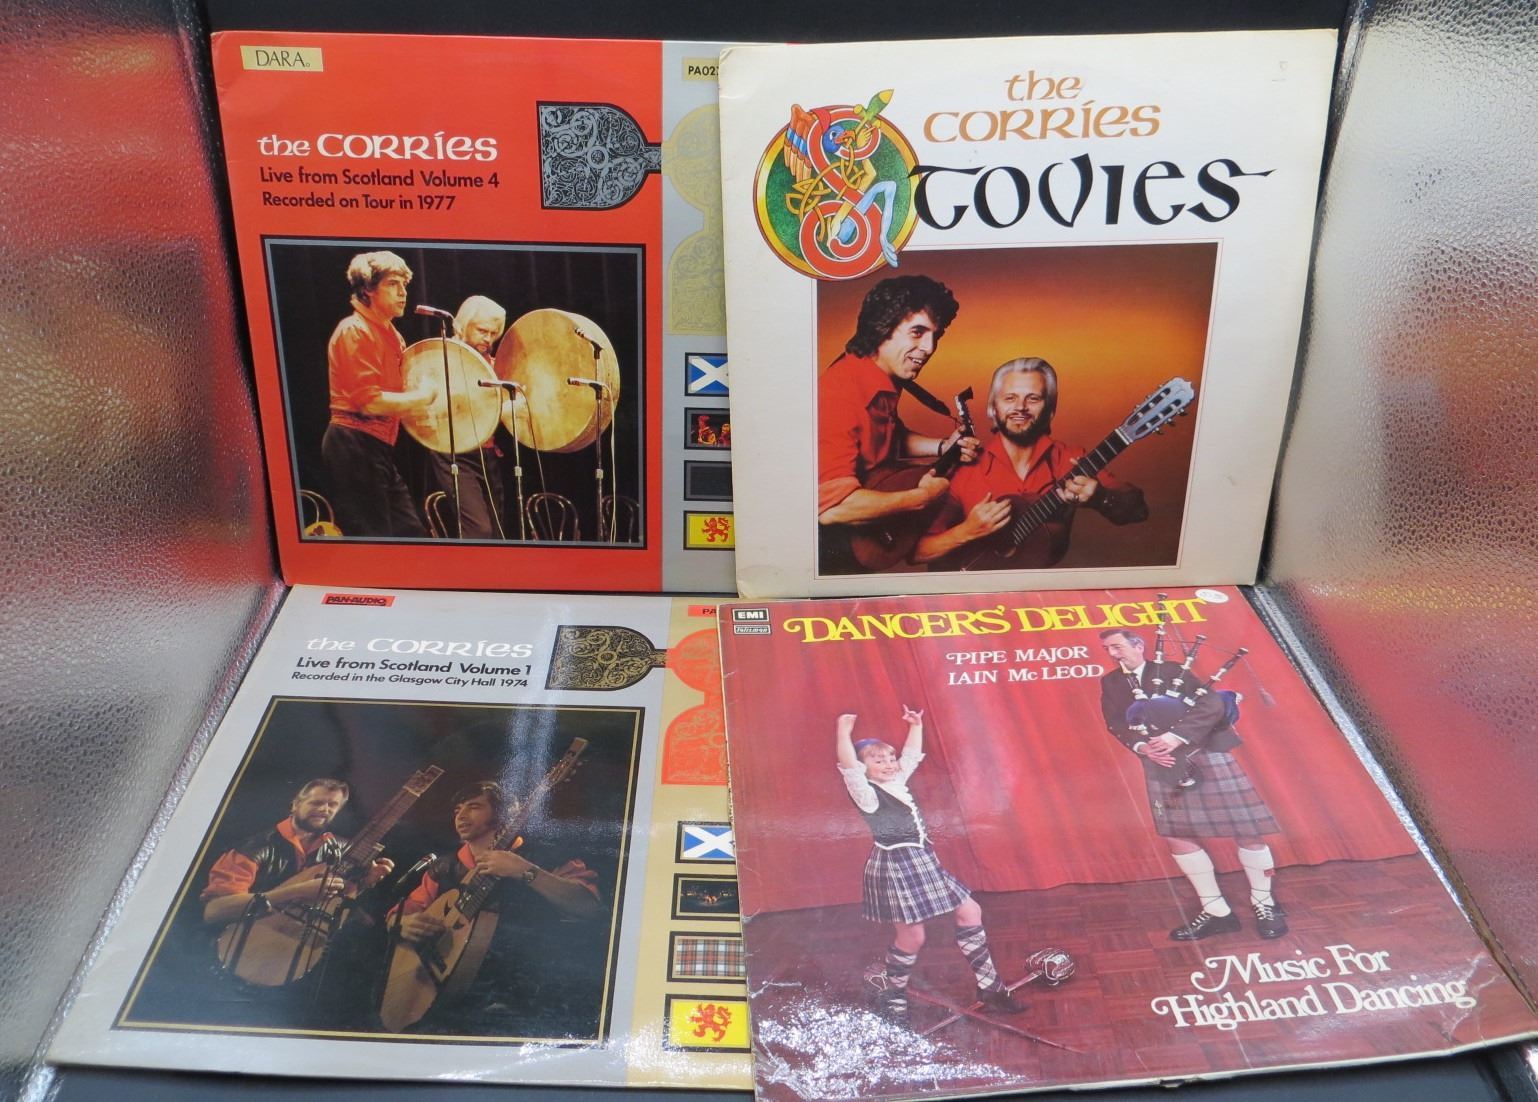 DARA
PA02
the CORRIES
Live from Scotland Volume 4
Recorded on Tour in 1977
the
CORRIES
STOVIES
PAN-AUDIO
PA
the CORRIES
Live from Scotland Volume 1
Recorded in the Glasgow City Hall 1974
EMI
DANCERS' DELIGHT
PIPE MAJOR
IAIN McLEOD
Music For
Highland Dancing